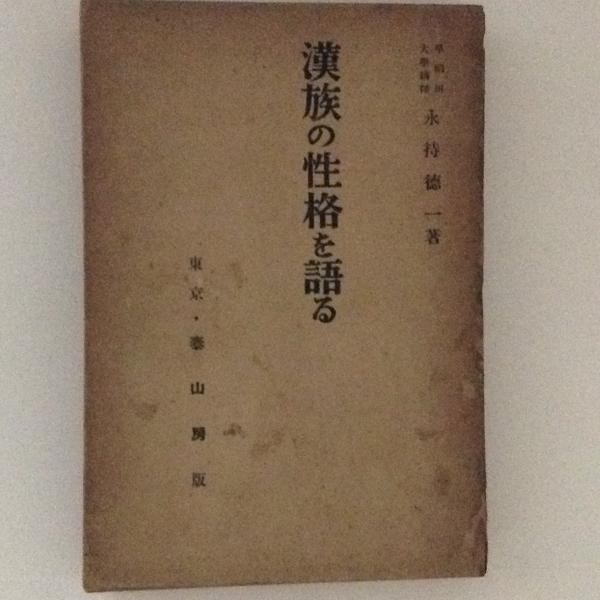 早稲田
大學講師
永持德一著
漢族の性格を語る
東京・泰山房版